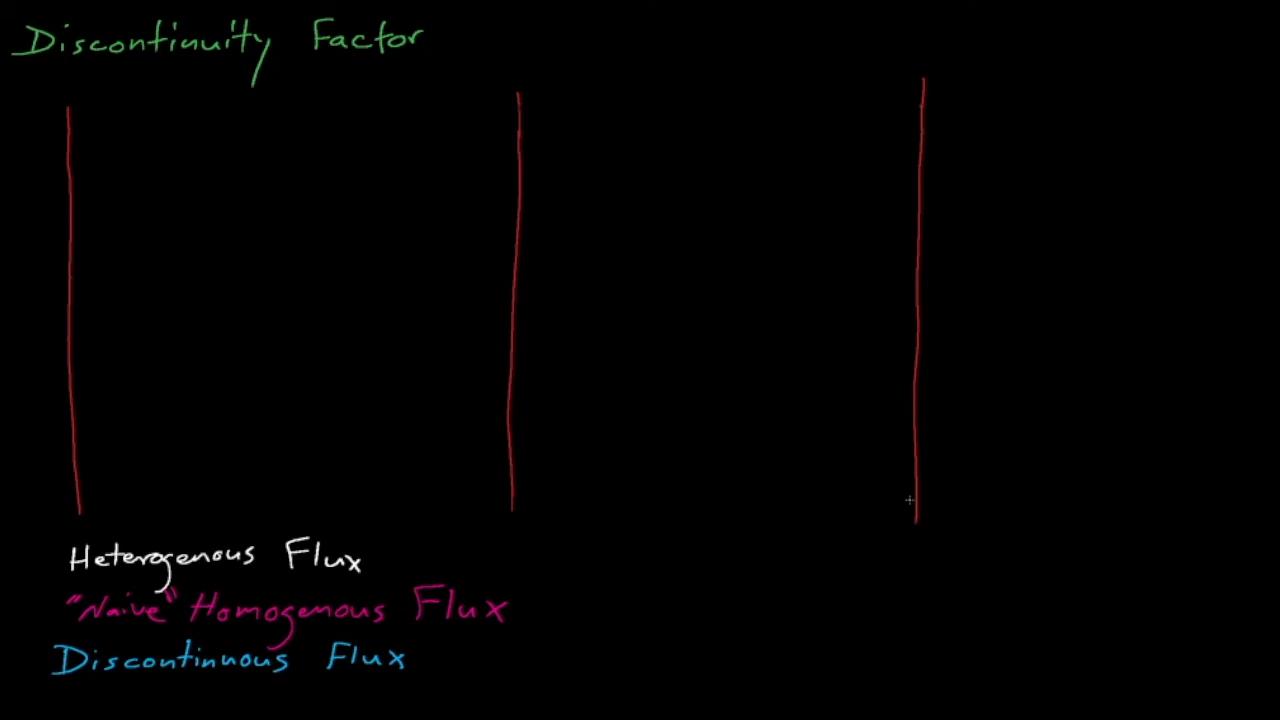 Discontinuity Factor
Heterogenous Flux
"Naive" Homogenous Flux
Discontinuous Flux